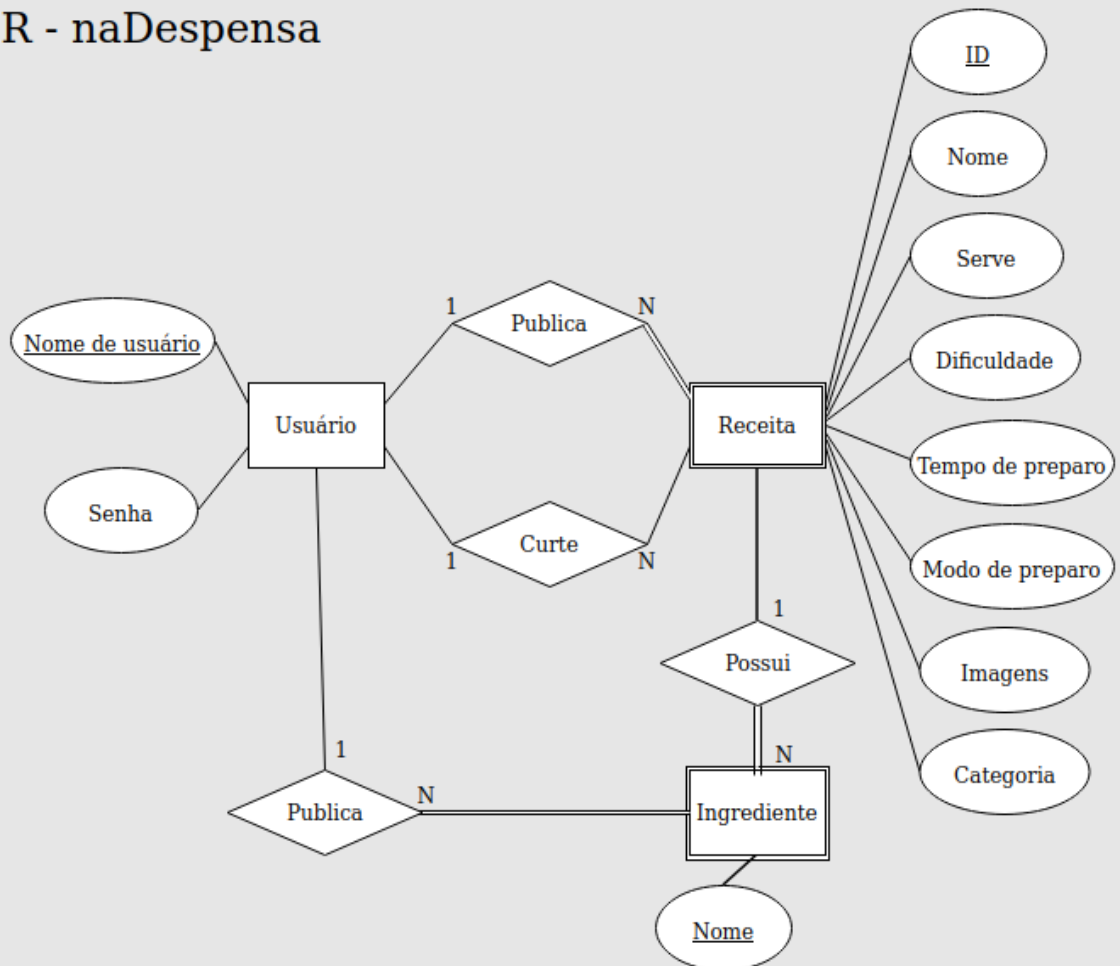 R - naDespensa
ID
Nome
Serve
1
Publica
N
Nome de usuário
Dificuldade
Usuário
Receita
Tempo de preparo
Senha
Curte
1
N
Modo de preparo
1
Possui
Imagens
1
N
Categoria
Publica
N
Ingrediente
Nome